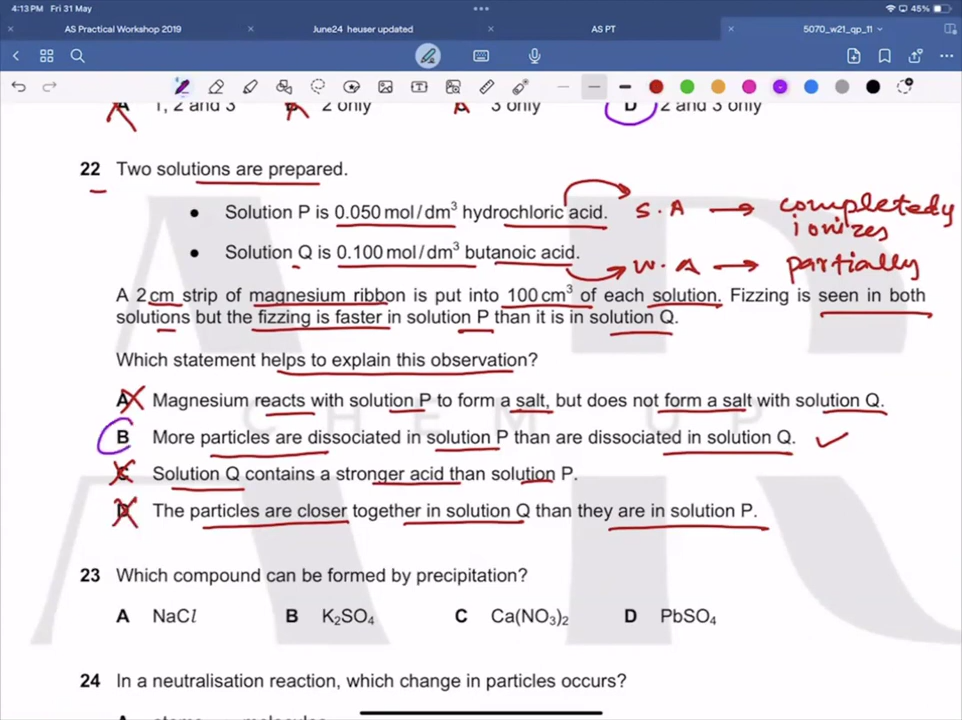 4:13 PM Fri 31 May
45%
AS Practical Workshop 2019
June24 heuser updated
AS PT
5070_w21_qp_11
A 1, 2 and 3 B 2 only C 3 only D 2 and 3 only
22 Two solutions are prepared.
• Solution P is 0.050 mol/dm³ hydrochloric acid. S.A → completedy
ionizes
• Solution Q is 0.100 mol/dm³ butanoic acid. W.A → partially
A 2 cm strip of magnesium ribbon is put into 100 cm³ of each solution. Fizzing is seen in both
solutions but the fizzing is faster in solution P than it is in solution Q.
Which statement helps to explain this observation?
A Magnesium reacts with solution P to form a salt, but does not form a salt with solution Q.
B More particles are dissociated in solution P than are dissociated in solution Q.
C Solution Q contains a stronger acid than solution P.
D The particles are closer together in solution Q than they are in solution P.
CHEM UP
AR
23 Which compound can be formed by precipitation?
A NaCl B K₂SO₄ C Ca(NO₃)₂ D PbSO₄
24 In a neutralisation reaction, which change in particles occurs?
A atoms molecules